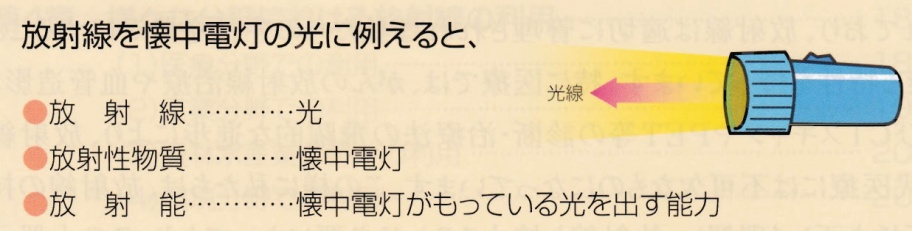 放射線を懐中電灯の光に例えると、
光線
●放射線…………光
●放射性物質…………懐中電灯
●放射能…………懐中電灯がもっている光を出す能力